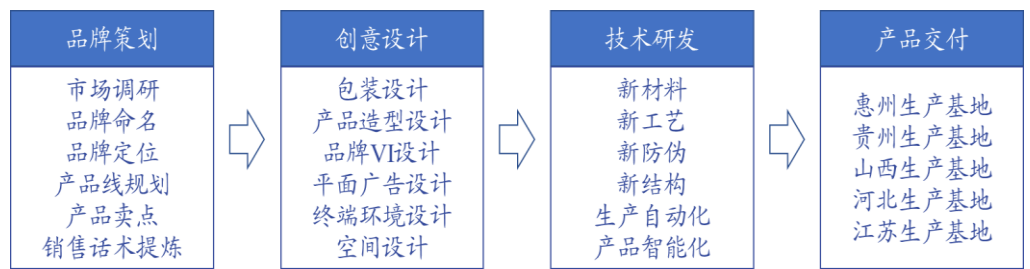 品牌策划
市场调研
品牌命名
品牌定位
产品线规划
产品卖点
销售话术提炼
创意设计
包装设计
产品造型设计
品牌VI设计
平面广告设计
终端环境设计
空间设计
技术研发
新材料
新工艺
新防伪
新结构
生产自动化
产品智能化
产品交付
惠州生产基地
贵州生产基地
山西生产基地
河北生产基地
江苏生产基地